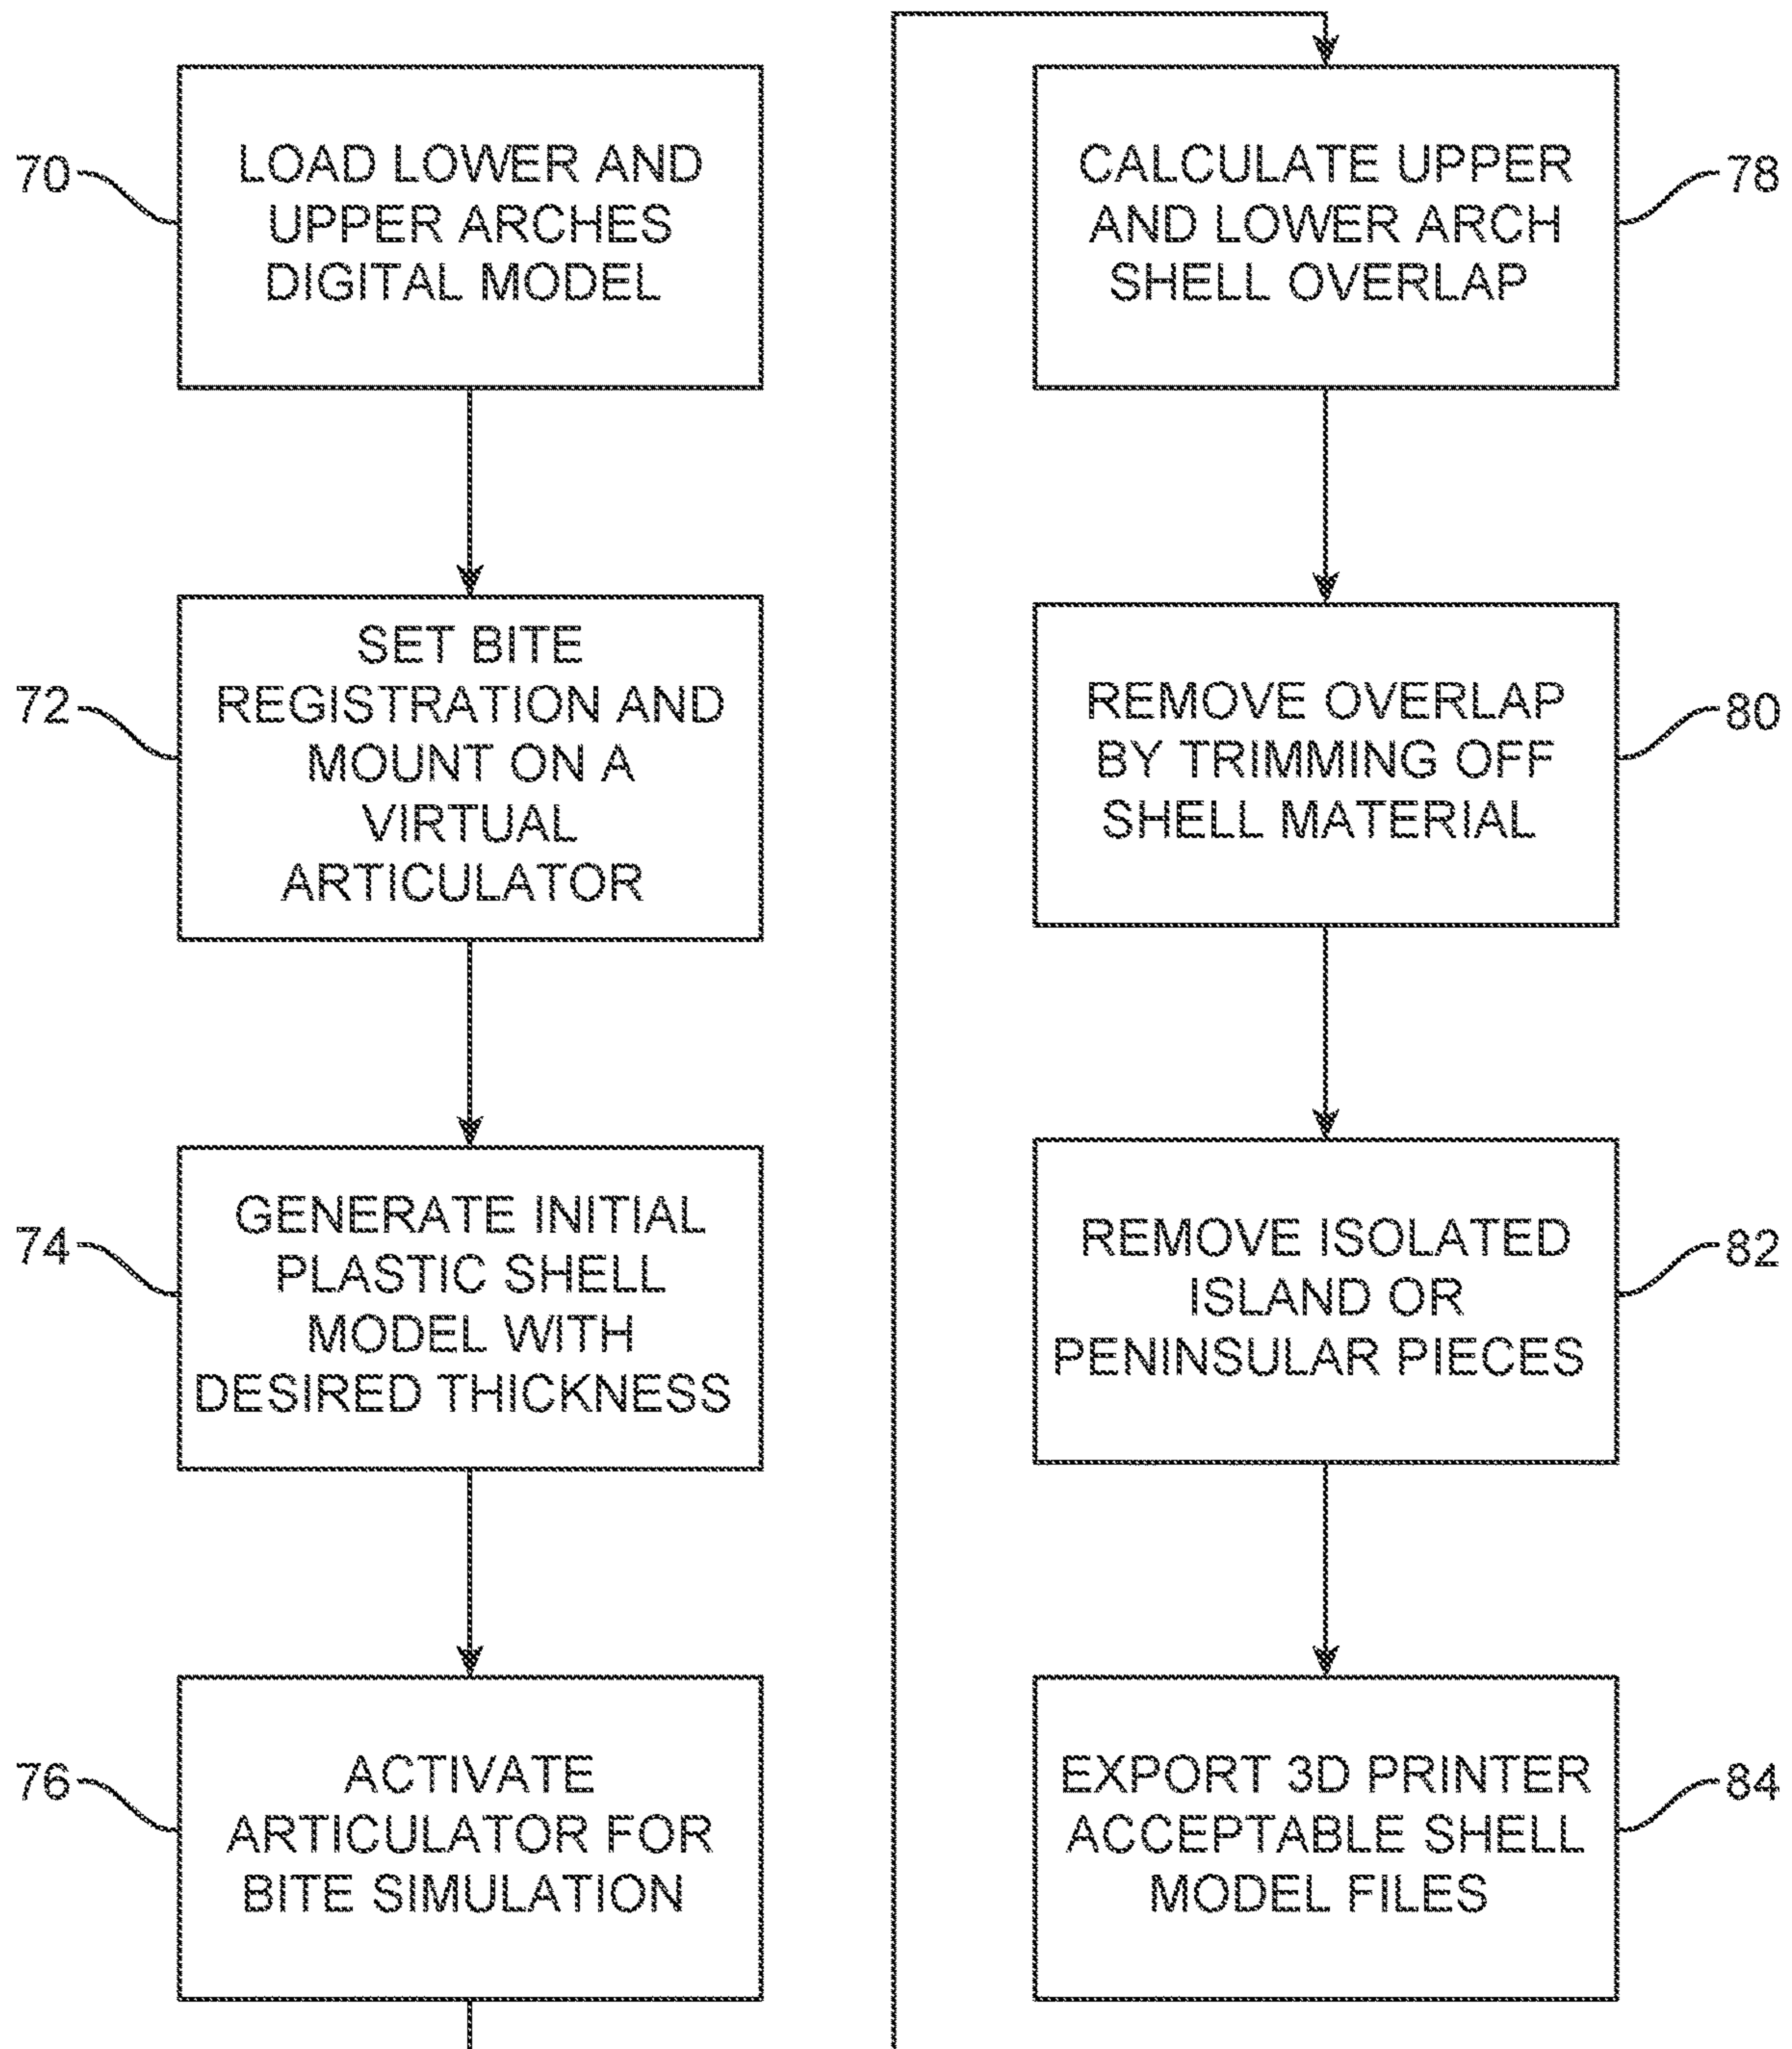 70
LOAD LOWER AND
UPPER ARCHES
DIGITAL MODEL
72
SET BITE
REGISTRATION AND
MOUNT ON A
VIRTUAL
ARTICULATOR
74
GENERATE INITIAL
PLASTIC SHELL
MODEL WITH
DESIRED THICKNESS
76
ACTIVATE
ARTICULATOR FOR
BITE SIMULATION
CALCULATE UPPER
AND LOWER ARCH
SHELL OVERLAP
78
REMOVE OVERLAP
BY TRIMMING OFF
SHELL MATERIAL
80
REMOVE ISOLATED
ISLAND OR
PENINSULAR PIECES
82
EXPORT 3D PRINTER
ACCEPTABLE SHELL
MODEL FILES
84